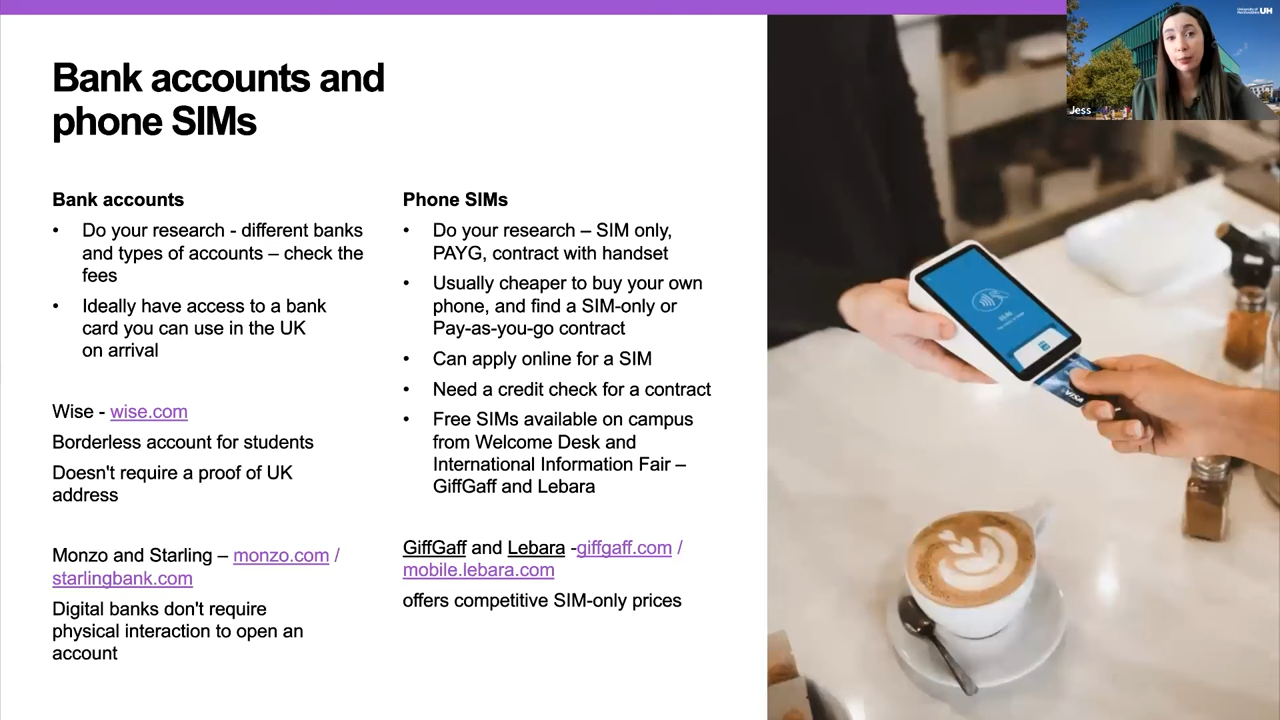 Bank accounts and
phone SIMs
Bank accounts
• Do your research - different banks
and types of accounts – check the
fees
• Ideally have access to a bank
card you can use in the UK
on arrival
Wise - wise.com
Borderless account for students
Doesn't require a proof of UK
address
Monzo and Starling – monzo.com /
starlingbank.com
Digital banks don't require
physical interaction to open an
account
Phone SIMs
• Do your research – SIM only,
PAYG, contract with handset
• Usually cheaper to buy your own
phone, and find a SIM-only or
Pay-as-you-go contract
• Can apply online for a SIM
• Need a credit check for a contract
• Free SIMs available on campus
from Welcome Desk and
International Information Fair –
GiffGaff and Lebara
GiffGaff and Lebara -giffgaff.com /
mobile.lebara.com
offers competitive SIM-only prices
University of
Hertfordshire UH
Jess
VISA